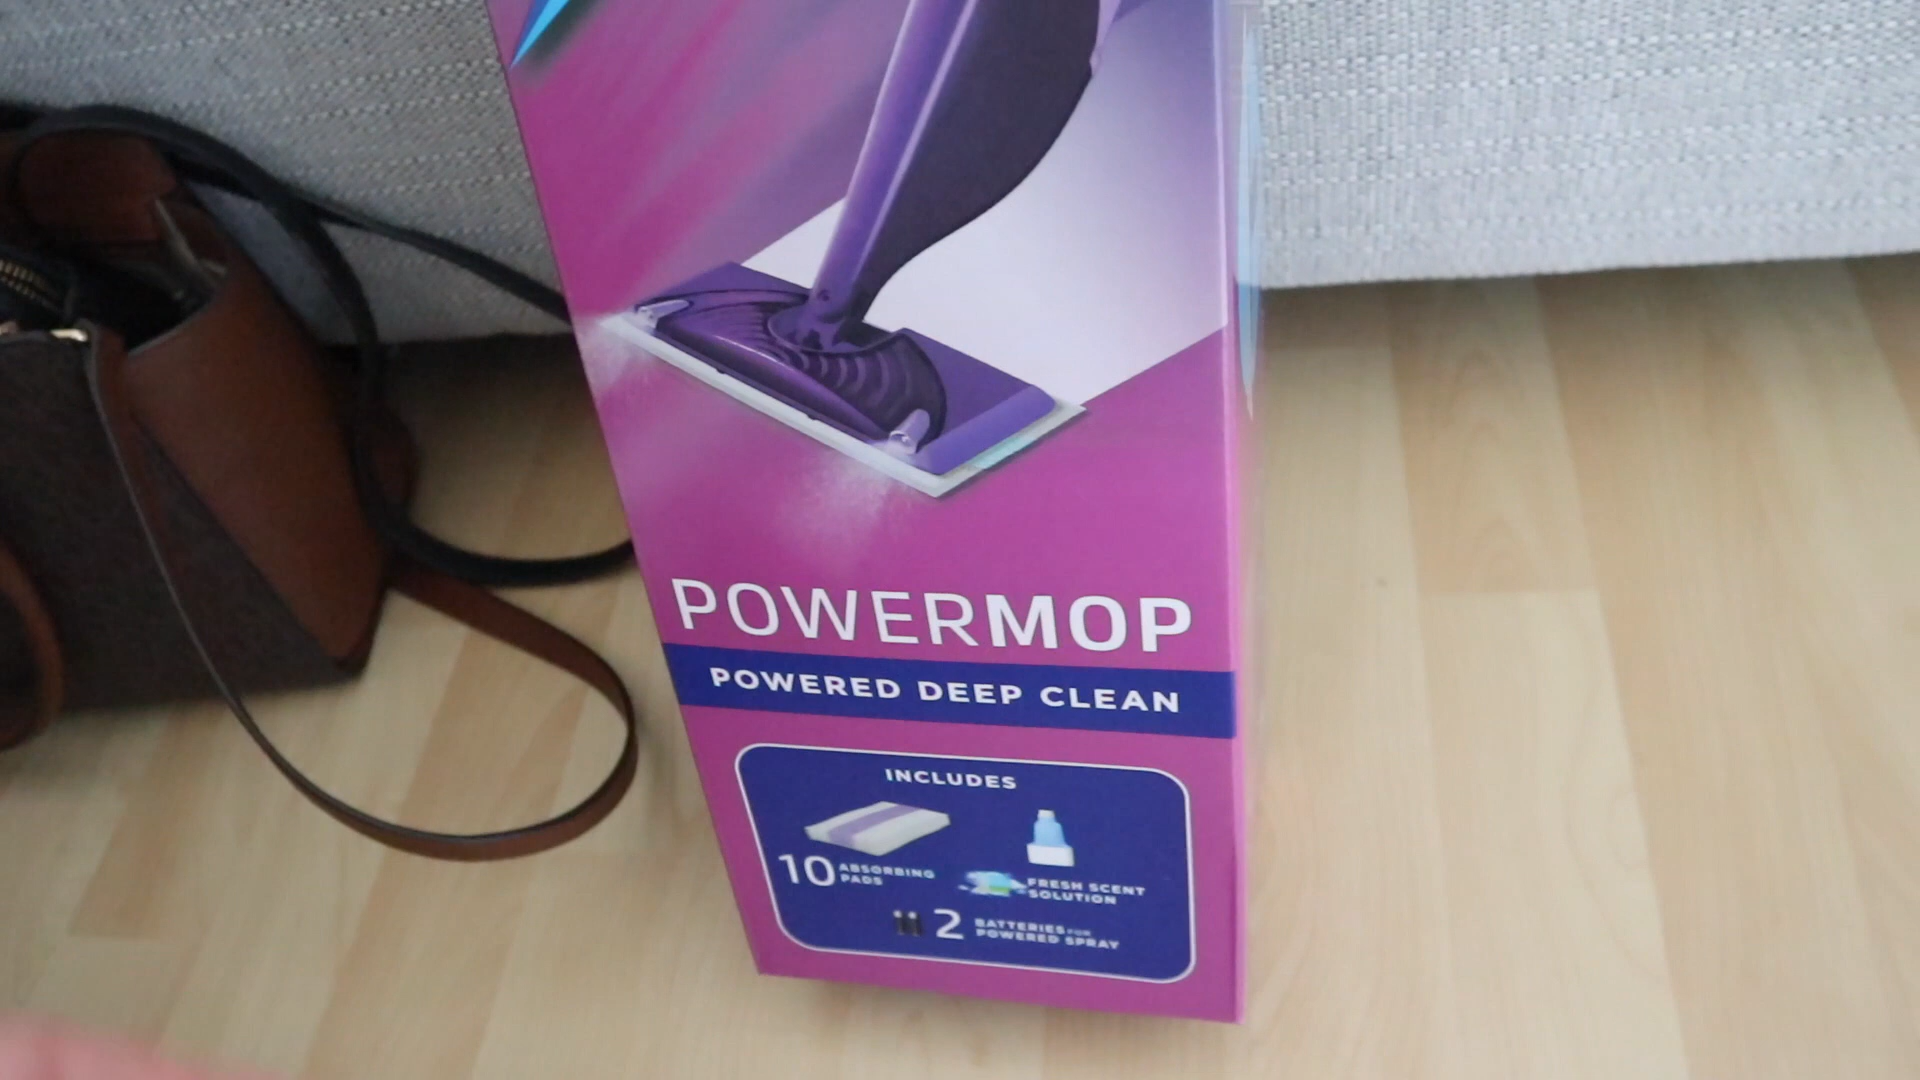 POWERMOP
POWERED DEEP CLEAN
INCLUDES
10 ABSORBING
PADS
FRESH SCENT
SOLUTION
2 BATTERIES FOR
POWERED SPRAY